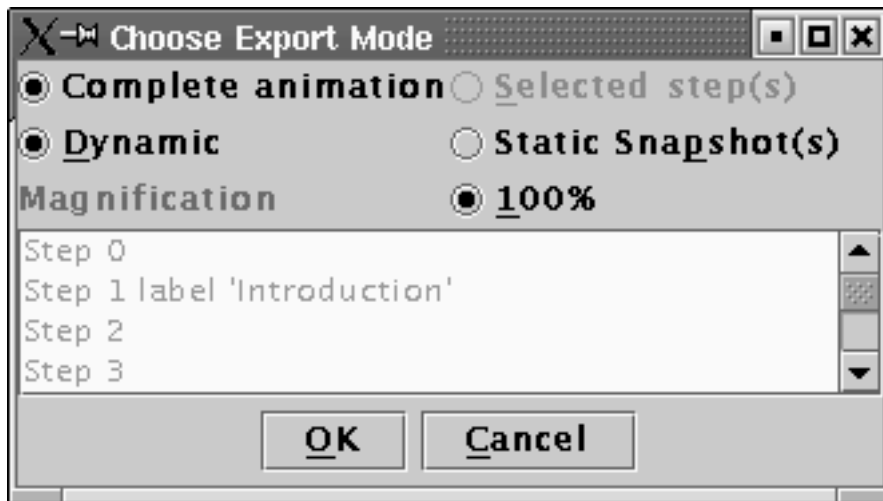 Choose Export Mode
Complete animation Selected step(s)
Dynamic Static Snapshot(s)
Magnification 100%
Step 0
Step 1 label 'Introduction'
Step 2
Step 3
OK Cancel